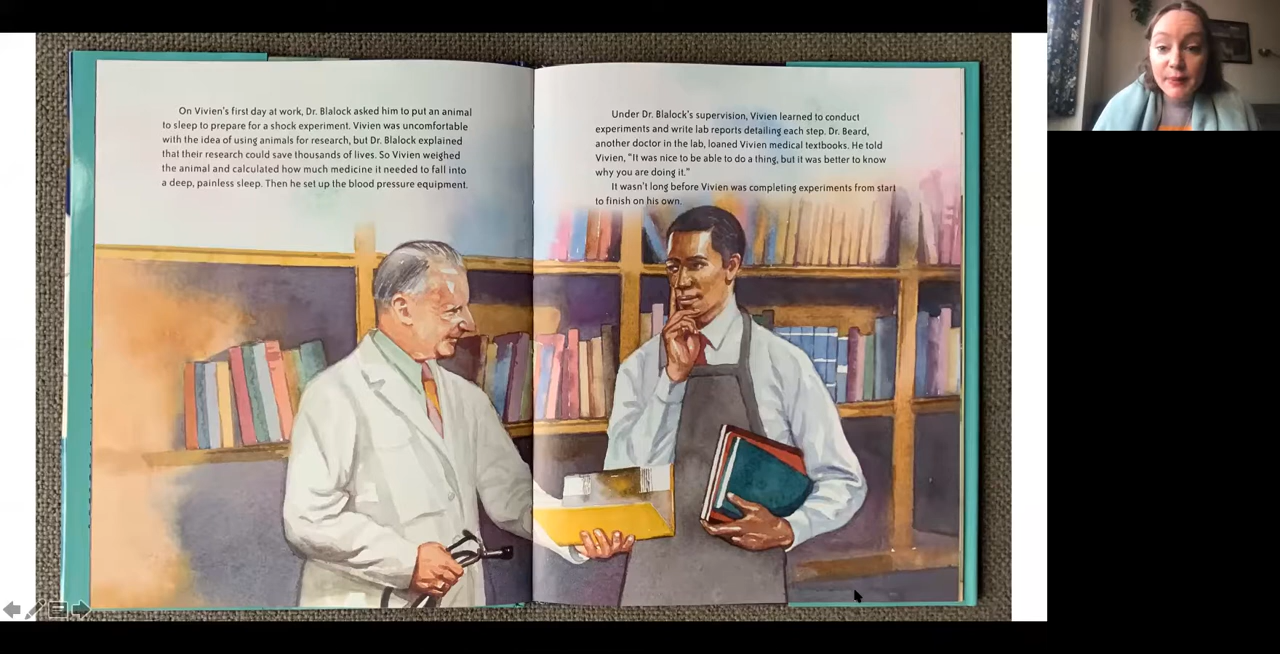 On Vivien's first day at work, Dr. Blalock asked him to put an animal
to sleep to prepare for a shock experiment. Vivien was uncomfortable
with the idea of using animals for research, but Dr. Blalock explained
that their research could save thousands of lives. So Vivien weighed
the animal and calculated how much medicine it needed to fall into
a deep, painless sleep. Then he set up the blood pressure equipment.
Under Dr. Blalock's supervision, Vivien learned to conduct
experiments and write lab reports detailing each step. Dr. Beard,
another doctor in the lab, loaned Vivien medical textbooks. He told
Vivien, "It was nice to be able to do a thing, but it was better to know
why you are doing it."
It wasn't long before Vivien was completing experiments from start
to finish on his own.